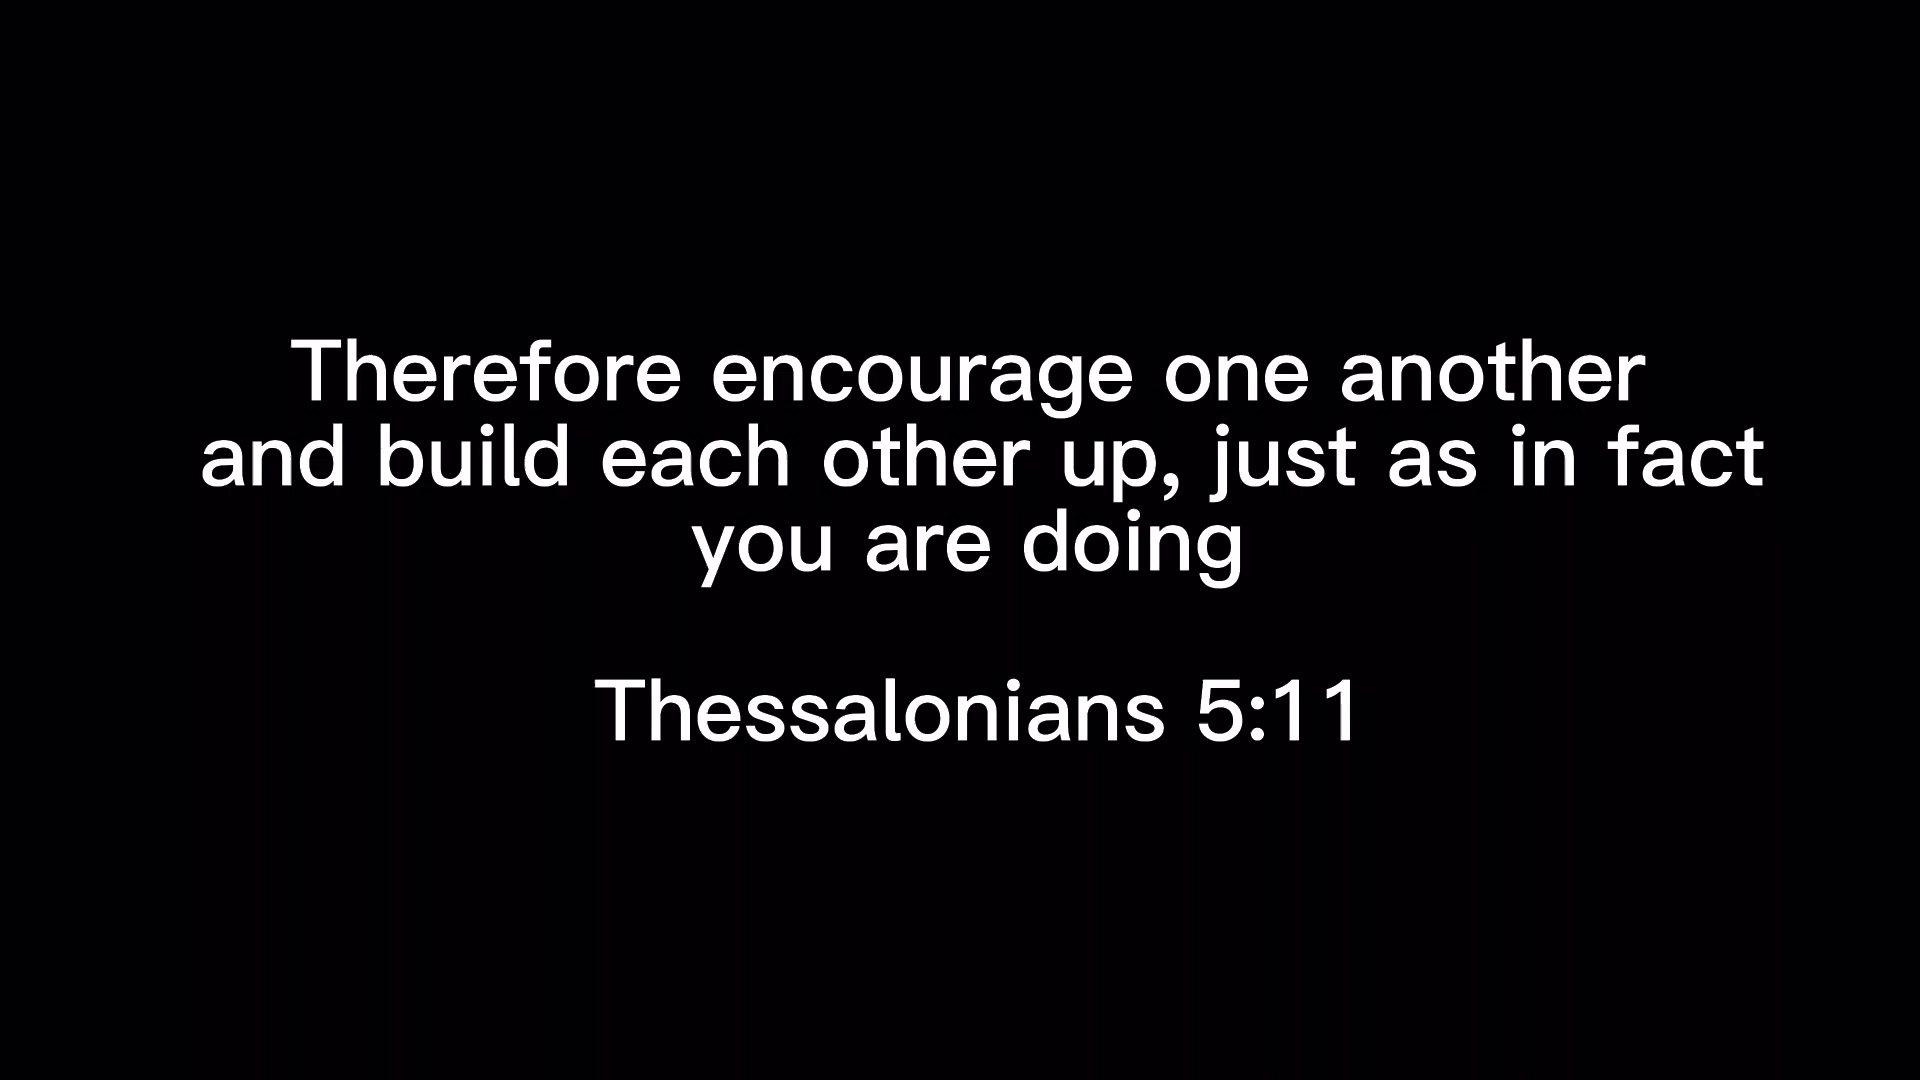 Therefore encourage one another
and build each other up, just as in fact
you are doing
Thessalonians 5:11